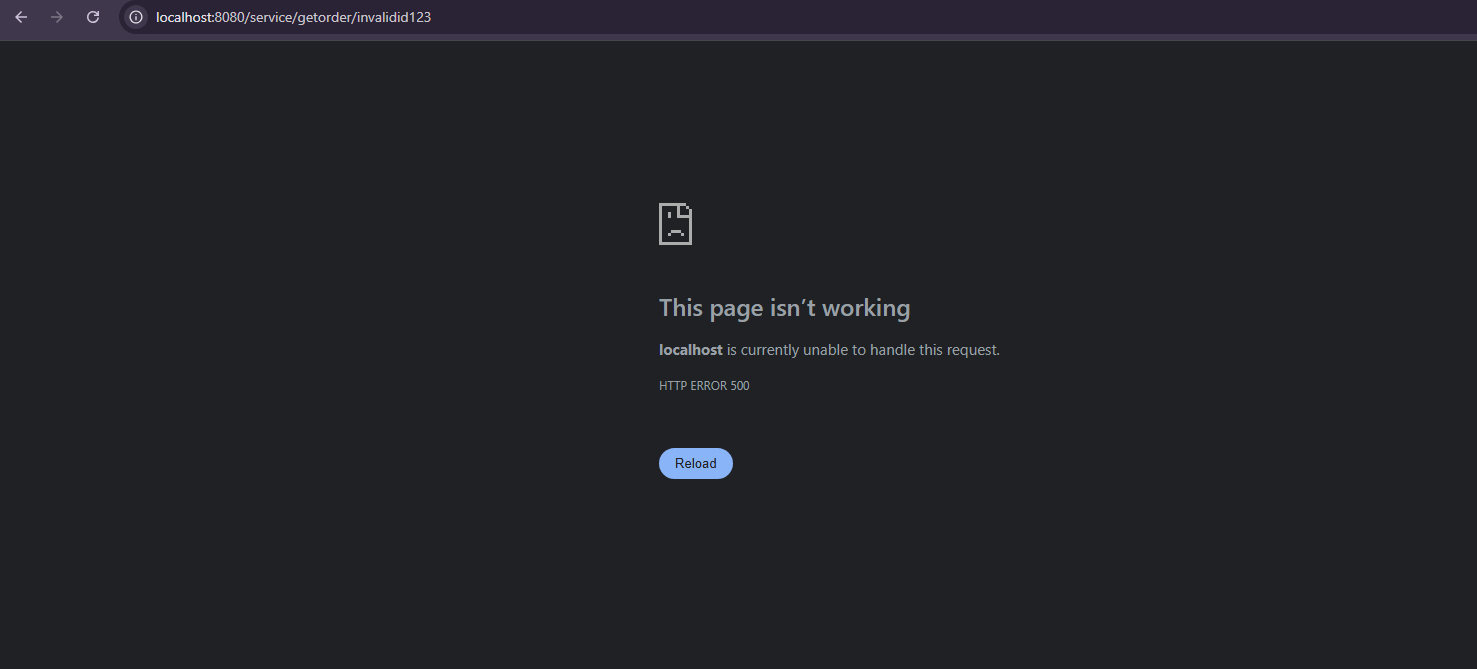 localhost:8080/service/getorder/invalidid123
This page isn’t working
localhost is currently unable to handle this request.
HTTP ERROR 500
Reload